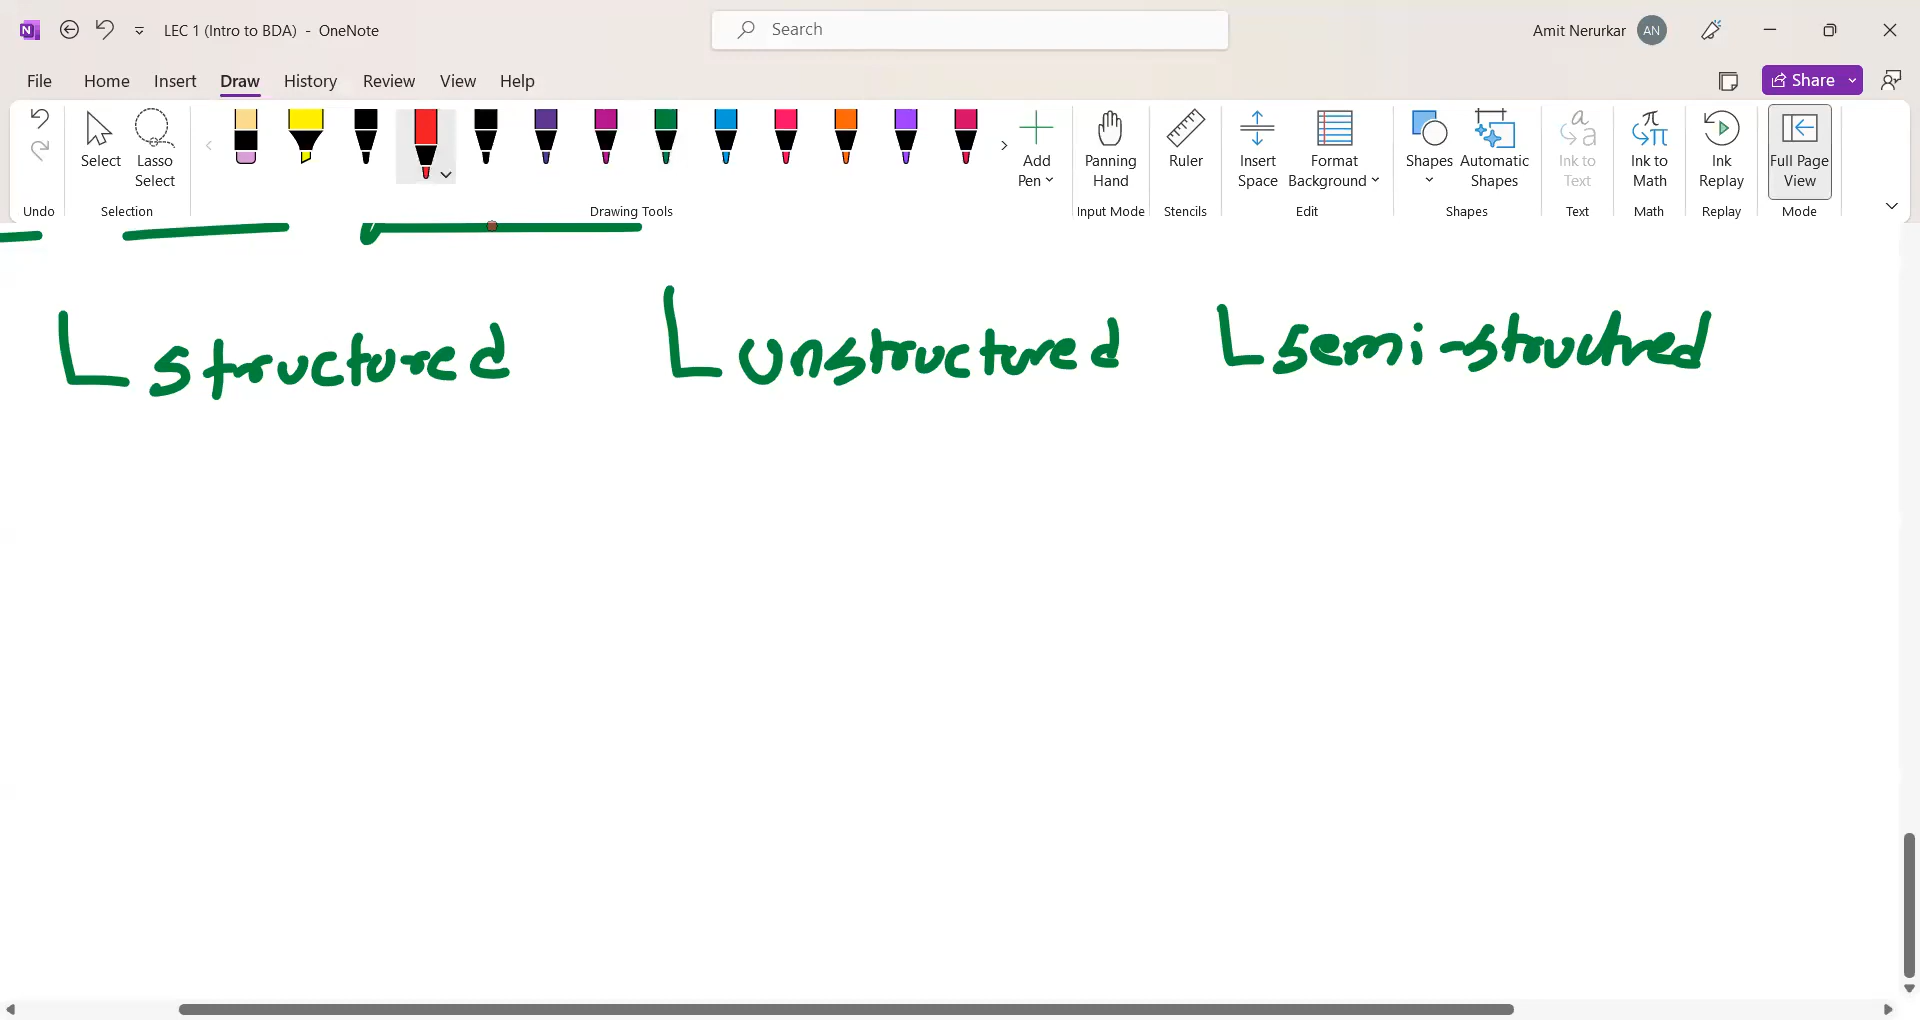 LEC 1 (Intro to BDA) - OneNote
Search
Amit Nerurkar AN
File Home Insert Draw History Review View Help
Share
Select
Lasso Select
Add Pen
Panning Hand
Ruler
Insert Space
Format Background
Shapes
Automatic Shapes
Ink to Text
Ink to Math
Ink Replay
Full Page View
Undo Selection Drawing Tools Input Mode Stencils Edit Shapes Text Math Replay Mode
structured unstructured semi-structred